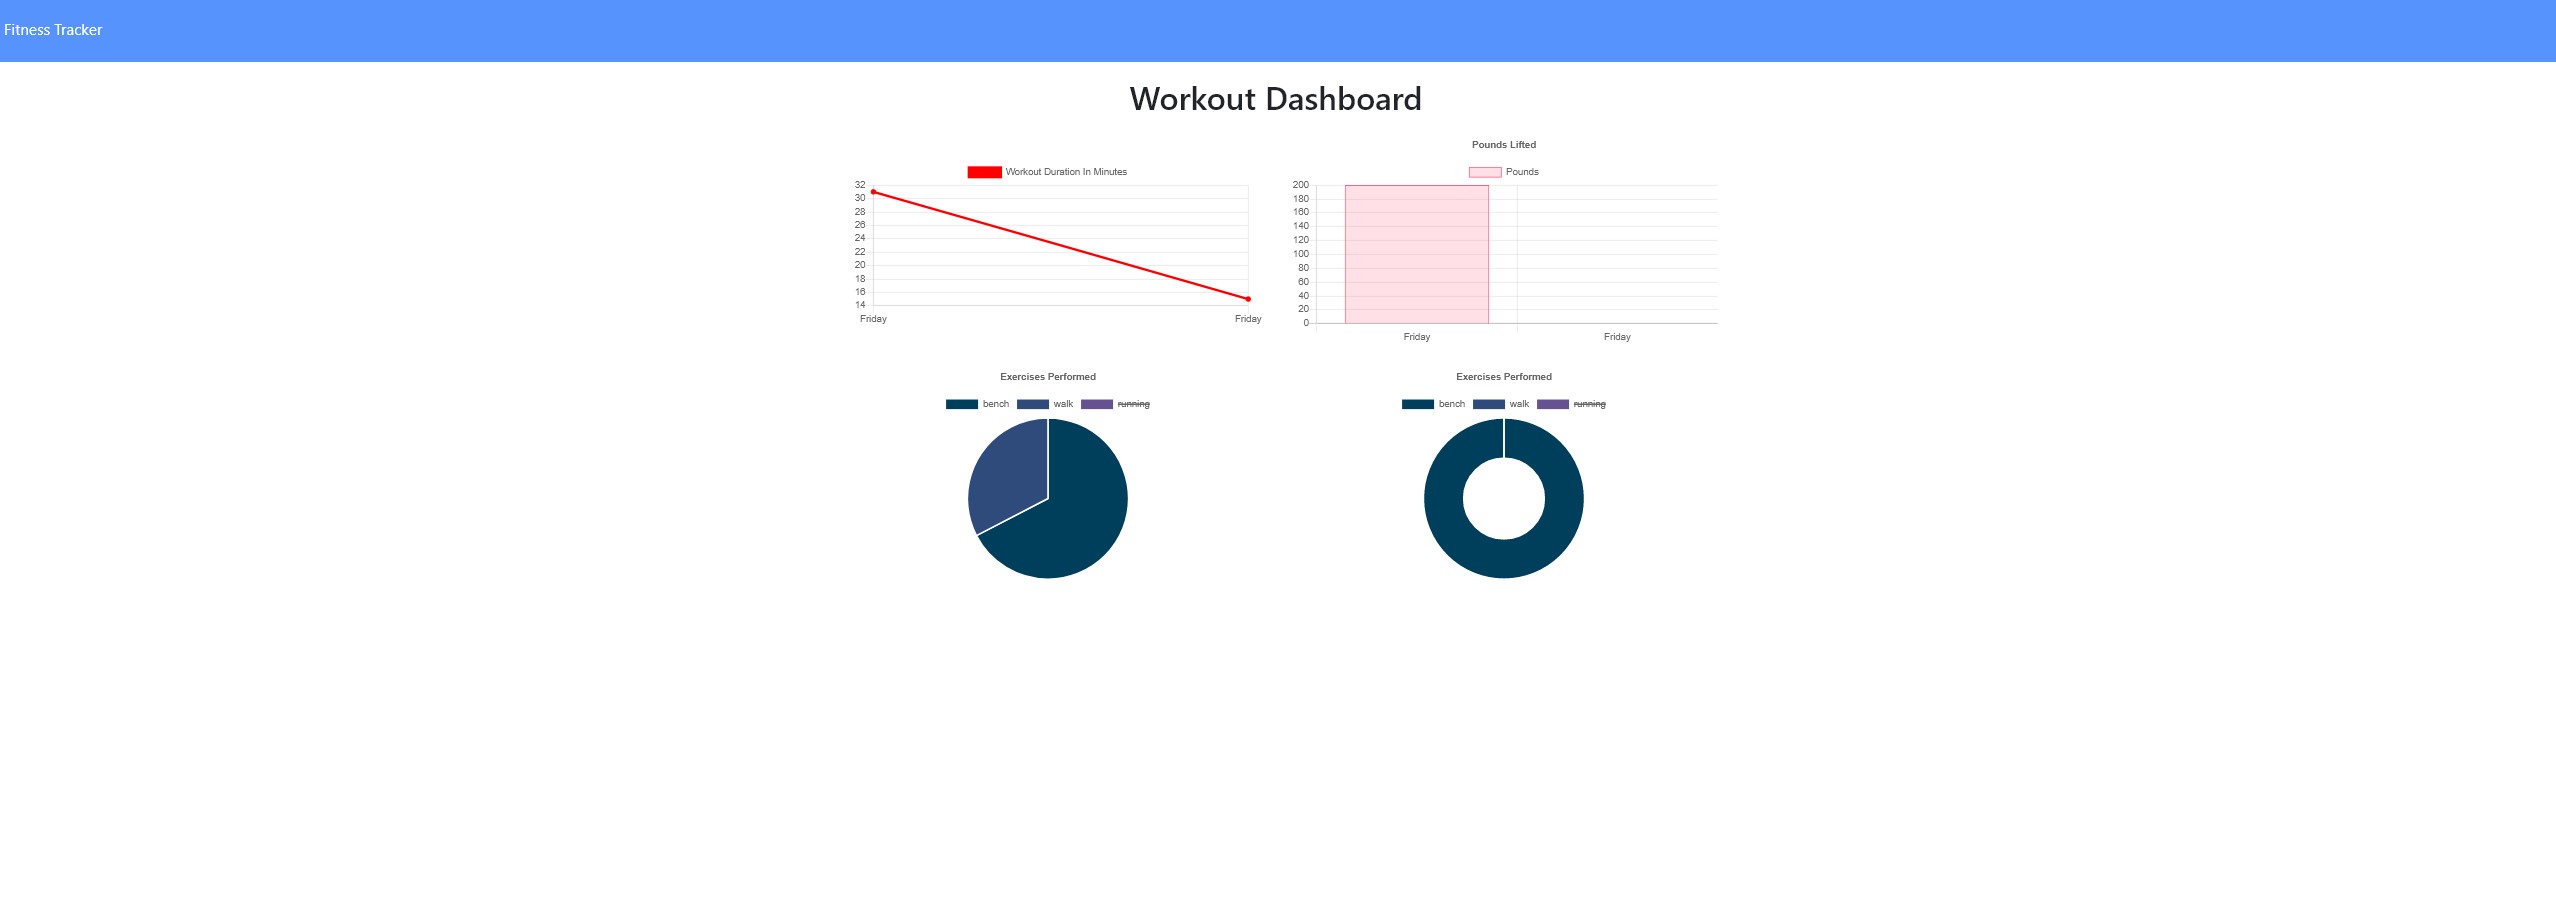 Fitness Tracker
Workout Dashboard
Workout Duration In Minutes
32
30
28
26
24
22
20
18
16
14
Friday Friday
Pounds Lifted
Pounds
200
180
160
140
120
100
80
60
40
20
0
Friday Friday
Exercises Performed
bench walk running
Exercises Performed
bench walk running